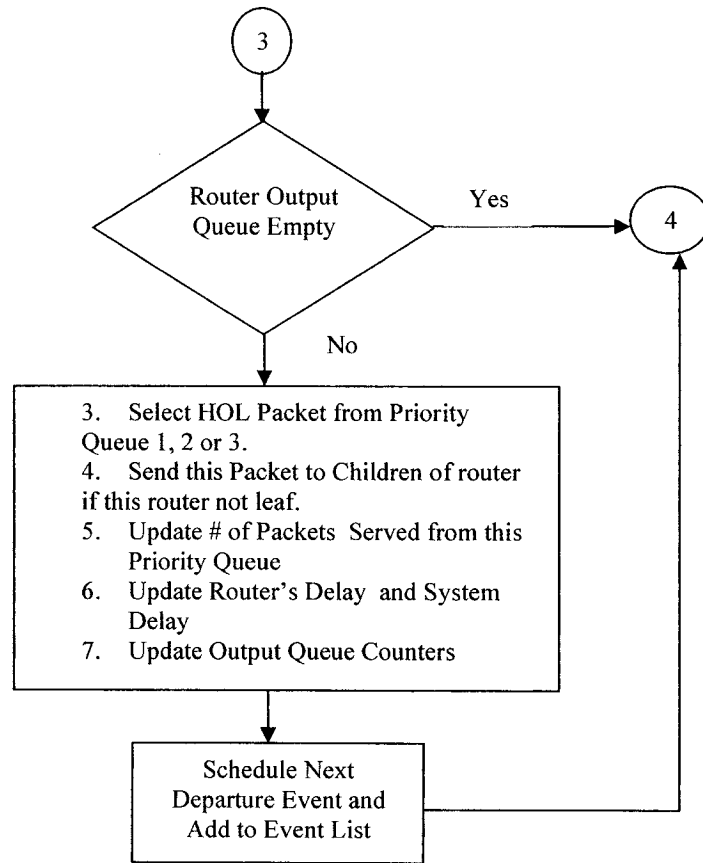 3
Router Output
Queue Empty
Yes
4
No
3. Select HOL Packet from Priority
Queue 1, 2 or 3.
4. Send this Packet to Children of router
if this router not leaf.
5. Update # of Packets Served from this
Priority Queue
6. Update Router's Delay and System
Delay
7. Update Output Queue Counters
Schedule Next
Departure Event and
Add to Event List